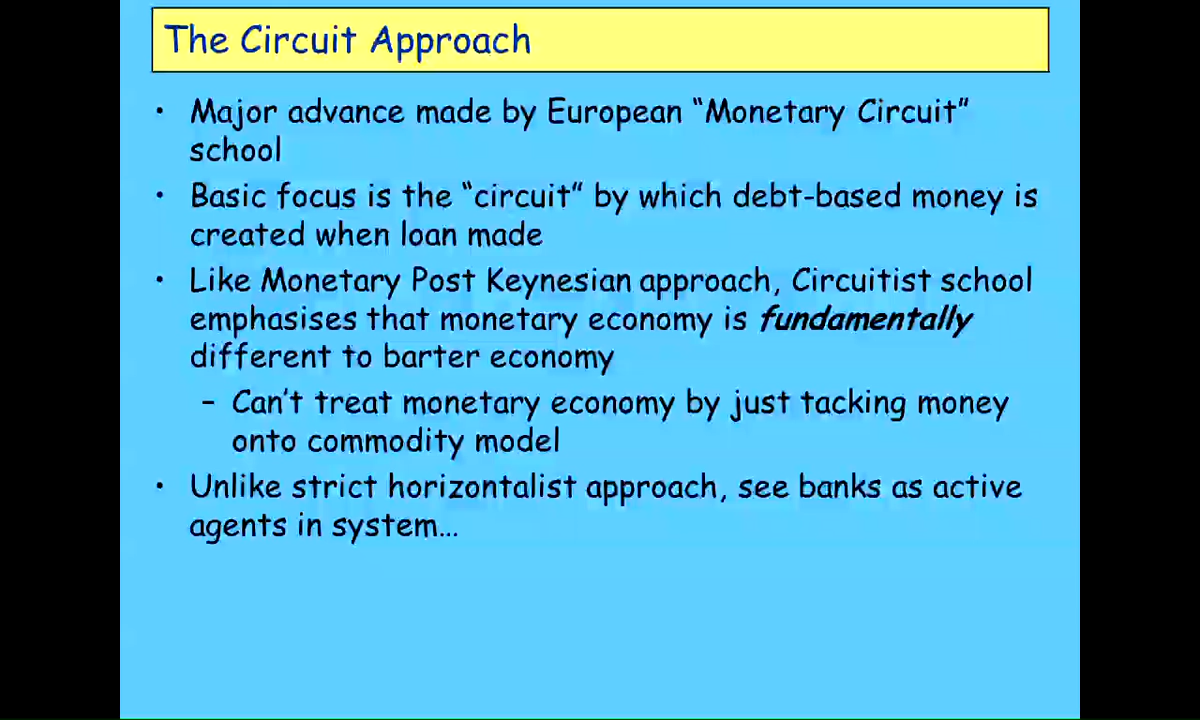 The Circuit Approach
• Major advance made by European “Monetary Circuit”
school
• Basic focus is the “circuit” by which debt-based money is
created when loan made
• Like Monetary Post Keynesian approach, Circuitist school
emphasises that monetary economy is fundamentally
different to barter economy
– Can’t treat monetary economy by just tacking money
onto commodity model
• Unlike strict horizontalist approach, see banks as active
agents in system…